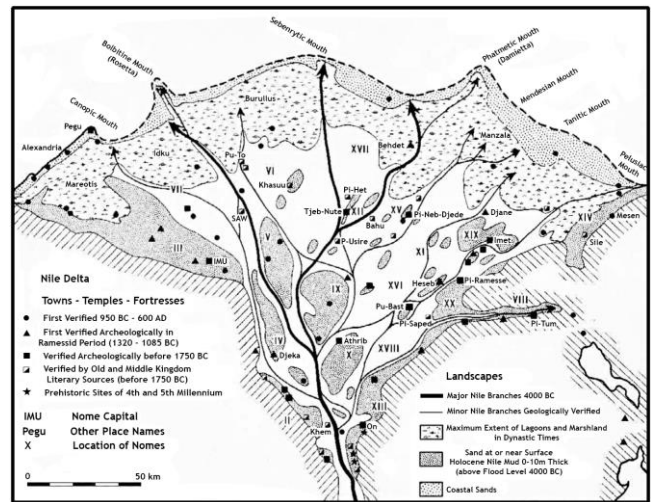 Sebenrytic Mouth
Bolbitine Mouth
(Rosetta)
Phatmetic Mouth
(Damietta)
Mendesian Mouth
Tanitic Mouth
Pelusiac Mouth
Canopic Mouth
Pegu
Alexandria
Burullus
Idku
Mareotis
Manzala
Behdet
XVII
Pu-To
VI
Khasuu
VII
SAW
Pi-Het
Tjeb-Nute
XII
P-Usire
Bahu
XV
Pi-Neb-Djede
Djane
XIV
Mesen
Sile
XIX
Imet
III
IMU
V
XI
IX
XVI
Heseb
Pi-Ramesse
Pu-Bast
XX
VIII
Pi-Saped
Pi-Tum
IV
Djeka
Athrib
X
XVIII
XIII
II
Khem
On
Nile Delta
Towns - Temples - Fortresses
First Verified 950 BC - 600 AD
First Verified Archeologically in
Ramessid Period (1320 - 1085 BC)
Verified Archeologically before 1750 BC
Verified by Old and Middle Kingdom
Literary Sources (before 1750 BC)
Prehistoric Sites of 4th and 5th Millennium
IMU Nome Capital
Pegu Other Place Names
X Location of Nomes
0 50 km
Landscapes
Major Nile Branches 4000 BC
Minor Nile Branches Geologically Verified
Maximum Extent of Lagoons and Marshland
in Dynastic Times
Sand at or near Surface
Holocene Nile Mud 0-10m Thick
(above Flood Level 4000 BC)
Coastal Sands